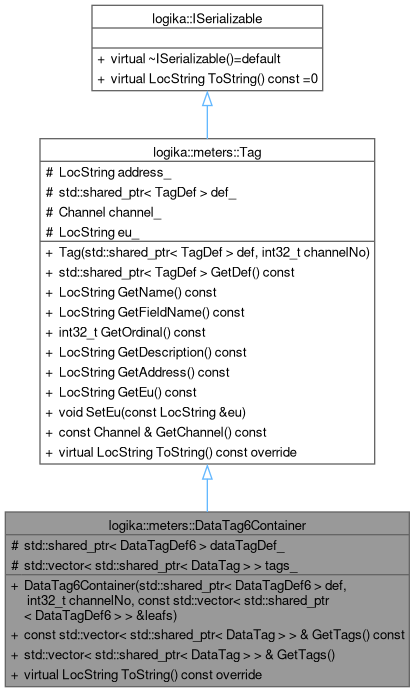 logika::ISerializable
+ virtual ~ISerializable()=default
+ virtual LocString ToString() const =0
logika::meters::Tag
# LocString address_
# std::shared_ptr< TagDef > def_
# Channel channel_
# LocString eu_
+ Tag(std::shared_ptr< TagDef > def, int32_t channelNo)
+ std::shared_ptr< TagDef > GetDef() const
+ LocString GetName() const
+ LocString GetFieldName() const
+ int32_t GetOrdinal() const
+ LocString GetDescription() const
+ LocString GetAddress() const
+ LocString GetEu() const
+ void SetEu(const LocString &eu)
+ const Channel & GetChannel() const
+ virtual LocString ToString() const override
logika::meters::DataTag6Container
# std::shared_ptr< DataTagDef6 > dataTagDef_
# std::vector< std::shared_ptr< DataTag > > tags_
+ DataTag6Container(std::shared_ptr< DataTagDef6 > def,
int32_t channelNo, const std::vector< std::shared_ptr
< DataTagDef6 > > &leafs)
+ const std::vector< std::shared_ptr< DataTag > > & GetTags() const
+ std::vector< std::shared_ptr< DataTag > > & GetTags()
+ virtual LocString ToString() const override